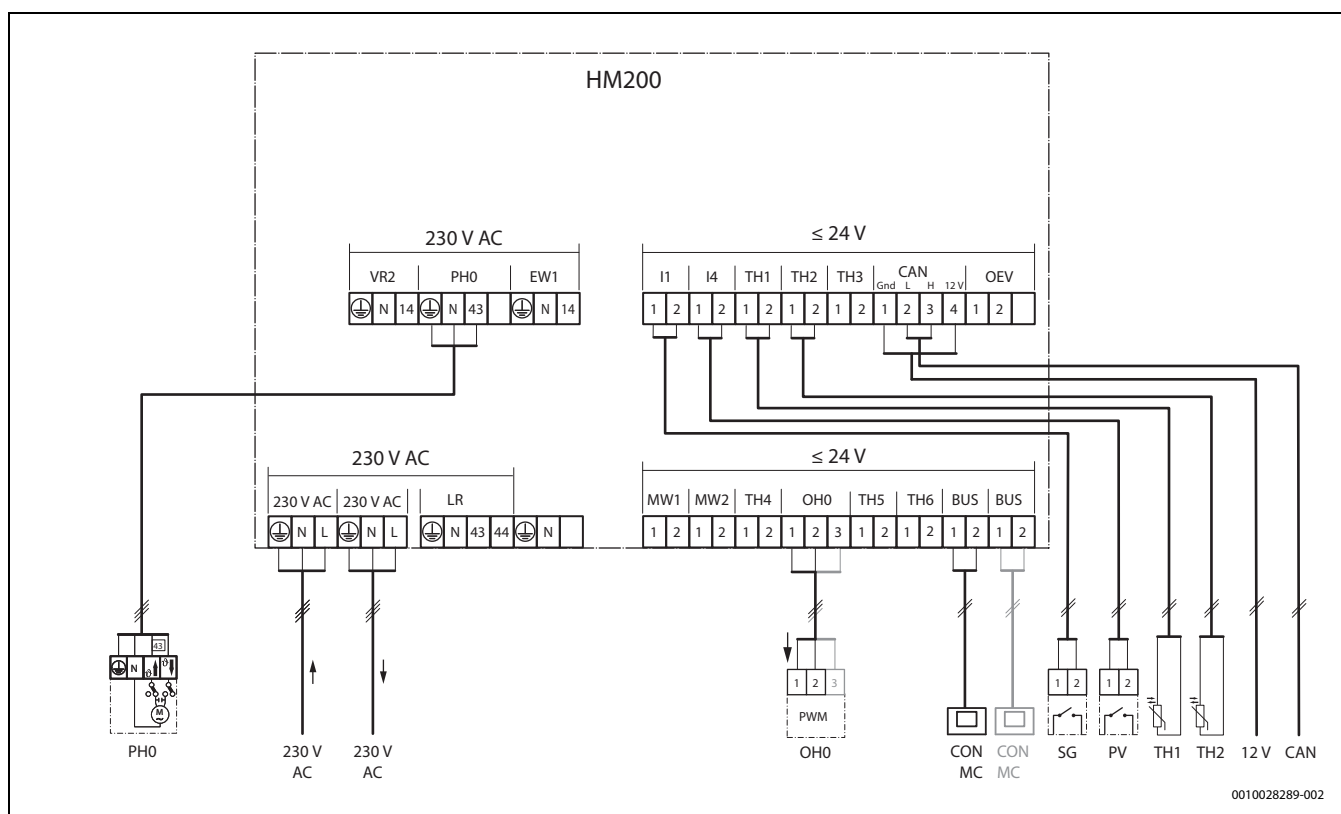 HM200
230 V AC
≤ 24 V
VR2 PH0 EW1
I1 I4 TH1 TH2 TH3 CAN OEV
Gnd L H 12 V
N 14 N 43 N 14
1 2 1 2 1 2 1 2 1 2 1 2 3 4 1 2
230 V AC
≤ 24 V
230 V AC 230 V AC LR
MW1 MW2 TH4 OH0 TH5 TH6 BUS BUS
N L N L N 43 44 N
1 2 1 2 1 2 1 2 3 1 2 1 2 1 2 1 2
43
N ϑ ϑ
M
1 2 3
1 2
1 2
PWM
PH0
230 V
AC
230 V
AC
OH0
CON
MC
CON
MC
SG
PV
TH1
TH2
12 V
CAN
0010028289-002